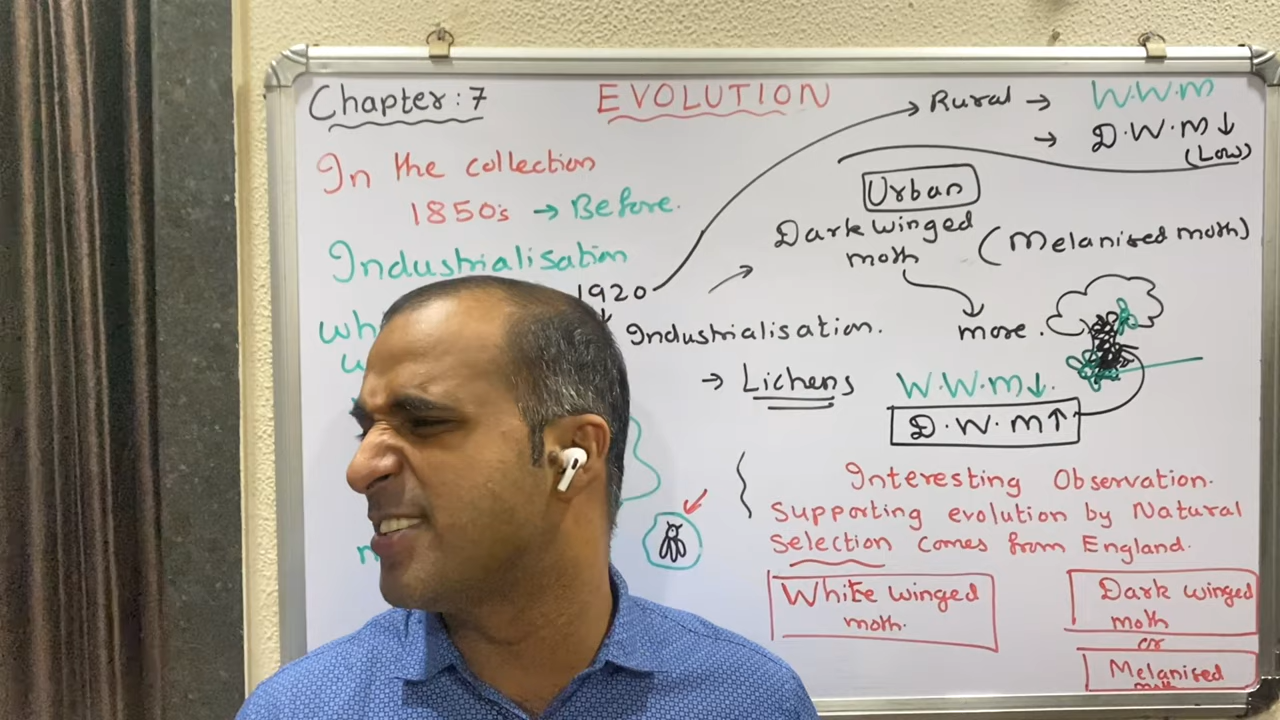 Chapter: 7
EVOLUTION
In the collection
1850's → Before.
Industrialisation
1920
Rural → W.W.M
→ D.W.M ↓
(Low)
Urban
Dark winged
moth
(Melanised moth)
Industrialisation.
more.
→ Lichens
W.W.M ↓.
D.W.M ↑
Interesting Observation.
Supporting evolution by Natural
Selection comes from England.
White winged
moth.
Dark winged
moth
or
Melanised